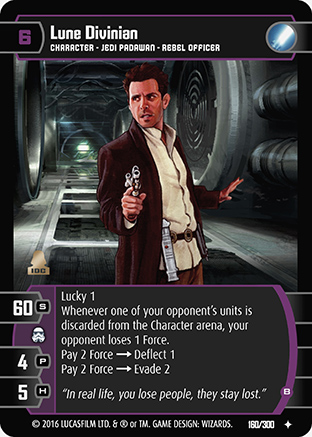 6 Lune Divinian
CHARACTER - JEDI PADAWAN - REBEL OFFICER
IDC
60 S
4 P
5 H
Lucky 1
Whenever one of your opponent's units is
discarded from the Character arena, your
opponent loses 1 Force.
Pay 2 Force → Deflect 1
Pay 2 Force → Evade 2
"In real life, you lose people, they stay lost."
B
© 2016 LUCASFILM LTD. & ® or TM. GAME DESIGN: WIZARDS. 160/300